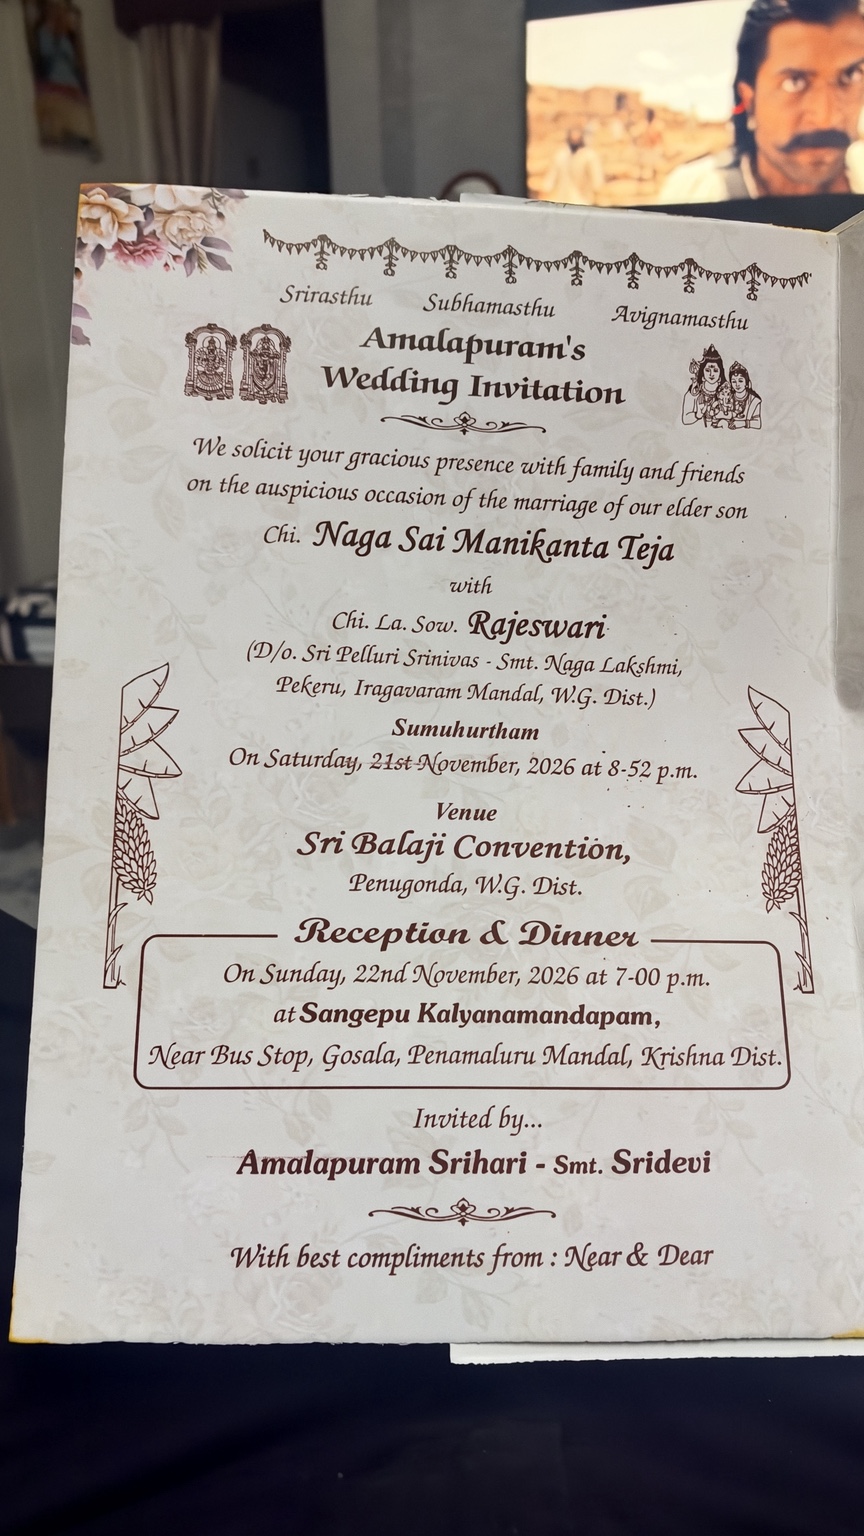 Srirasthu Subhamasthu Avignamasthu
Amalapuram's
Wedding Invitation
We solicit your gracious presence with family and friends
on the auspicious occasion of the marriage of our elder son
Chi. Naga Sai Manikanta Teja
with
Chi. La. Sow. Rajeswari
(D/o. Sri Pelluri Srinivas - Smt. Naga Lakshmi,
Pekeru, Iragavaram Mandal, W.G. Dist.)
Sumuhurtham
On Saturday, 21st November, 2026 at 8-52 p.m.
Venue
Sri Balaji Convention,
Penugonda, W.G. Dist.
Reception & Dinner
On Sunday, 22nd November, 2026 at 7-00 p.m.
at Sangepu Kalyanamandapam,
Near Bus Stop, Gosala, Penamaluru Mandal, Krishna Dist.
Invited by...
Amalapuram Srihari - Smt. Sridevi
With best compliments from : Near & Dear